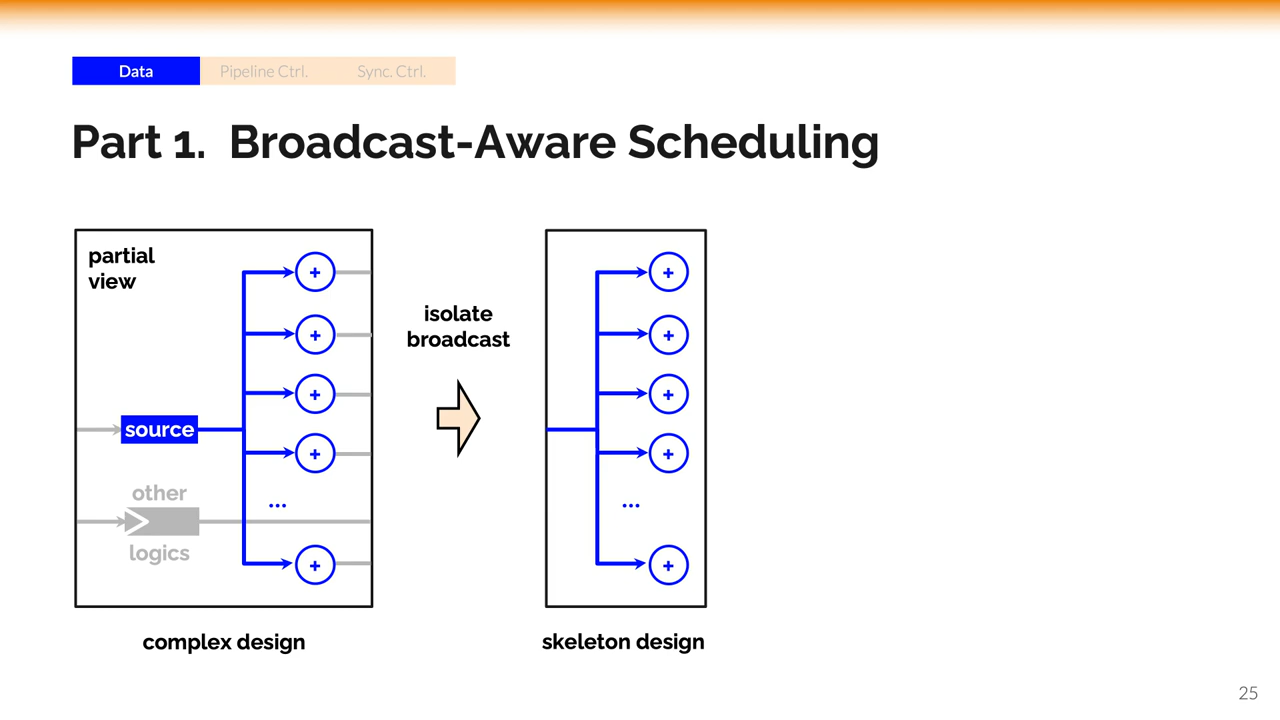 Data
Pipeline Ctrl.
Sync. Ctrl.
Part 1. Broadcast-Aware Scheduling
partial
view
+
+
+
+
source
other
logics
...
+
complex design
isolate
broadcast
+
+
+
+
...
+
skeleton design
25